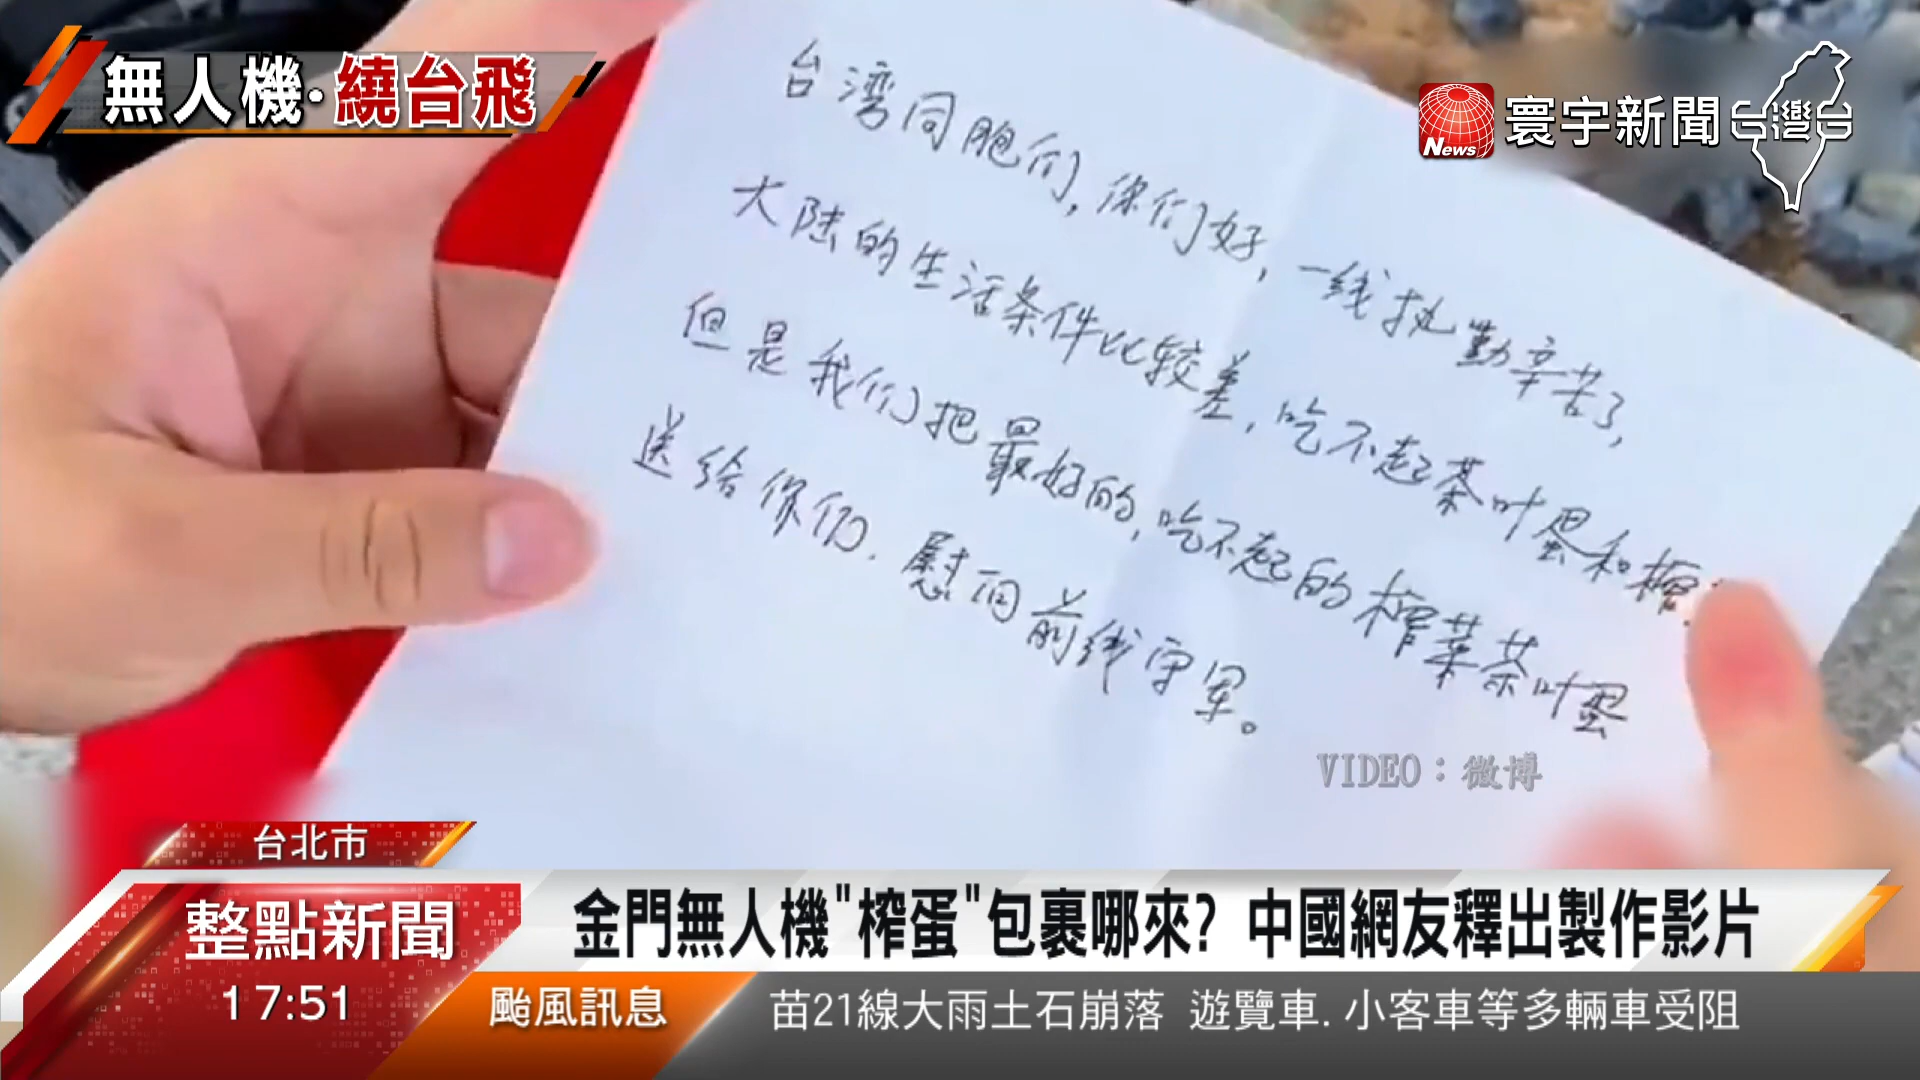 無人機·繞台飛
News
寰宇新聞 台灣台
台湾同胞们,你们好,一线执勤辛苦了,
大陆的生活条件比较差,吃不起茶叶蛋和榨
但是我们把最好的,吃不起的榨菜茶叶蛋
送给你们.慰问前线守军。
VIDEO：微博
台北市
整點新聞
金門無人機"榨蛋"包裹哪來? 中國網友釋出製作影片
17:51
颱風訊息
苗21線大雨土石崩落 遊覽車.小客車等多輛車受阻